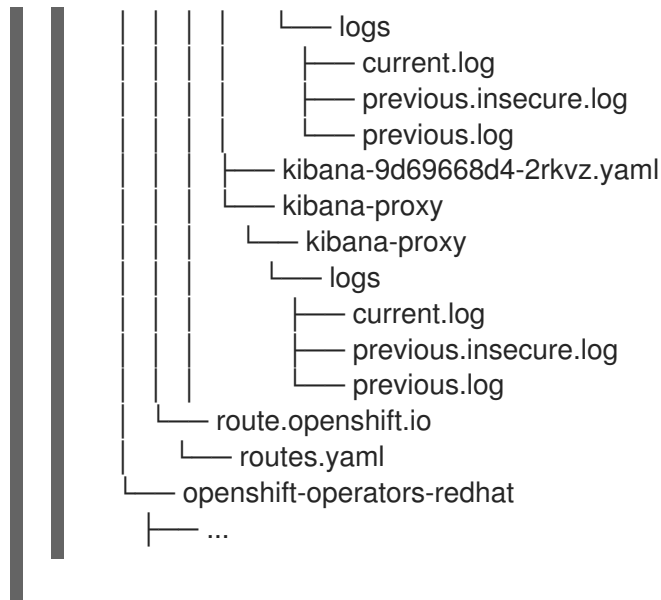 │ │ │ │ └── logs
│ │ │ │ ├── current.log
│ │ │ │ ├── previous.insecure.log
│ │ │ │ └── previous.log
│ │ │ ├── kibana-9d69668d4-2rkvz.yaml
│ │ │ └── kibana-proxy
│ │ │ └── kibana-proxy
│ │ │ └── logs
│ │ │ ├── current.log
│ │ │ ├── previous.insecure.log
│ │ │ └── previous.log
│ └── route.openshift.io
│ └── routes.yaml
└── openshift-operators-redhat
├── ...